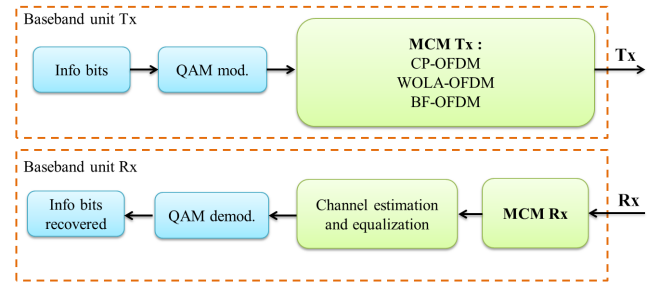 Baseband unit Tx
Info bits
QAM mod.
MCM Tx :
CP-OFDM
WOLA-OFDM
BF-OFDM
Tx
Baseband unit Rx
Info bits
recovered
QAM demod.
Channel estimation
and equalization
MCM Rx
Rx